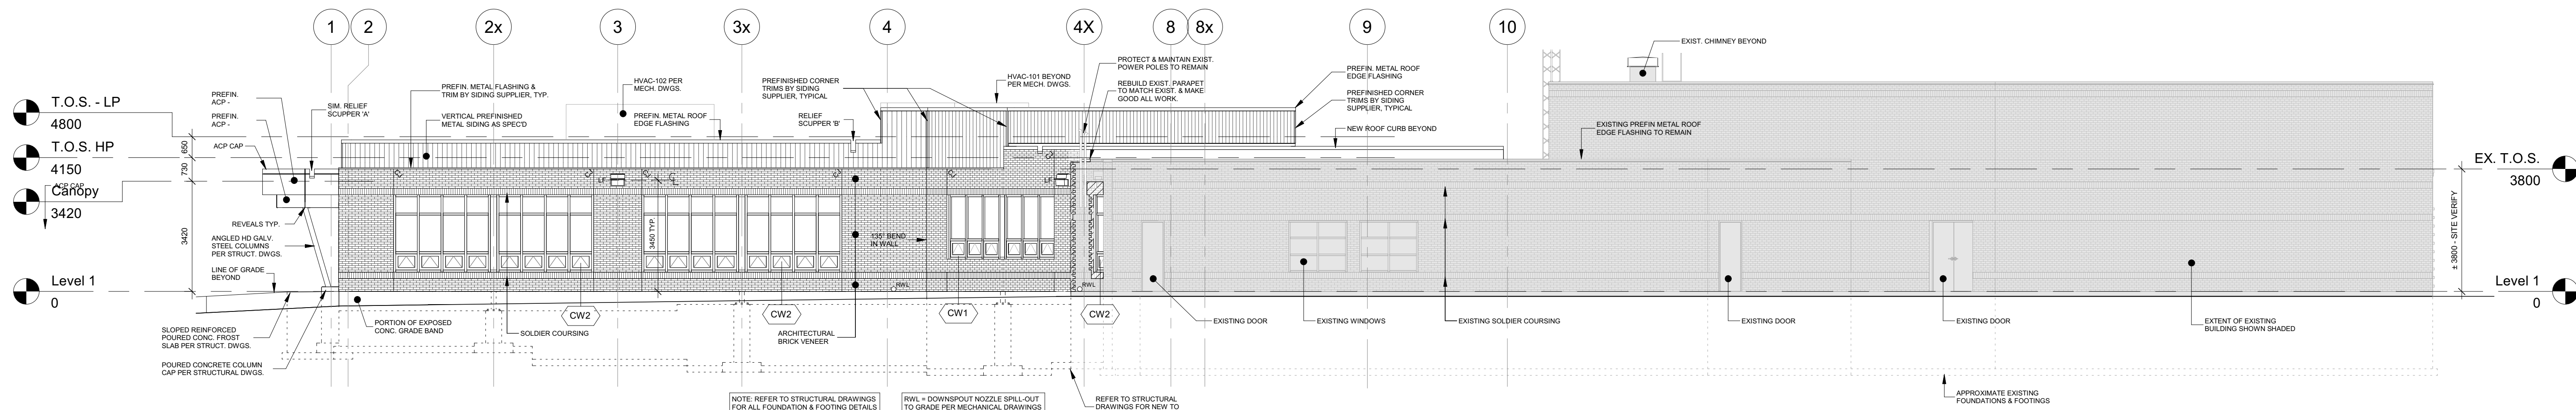 1
2
2x
3
3x
4
4X
8
8x
9
10
T.O.S. - LP
4800
T.O.S. HP
4150
ACP CAP
Canopy
3420
Level 1
0
650
730
3420
PREFIN.
ACP -
PREFIN.
ACP -
ACP CAP
SIM. RELIEF
SCUPPER 'A'
REVEALS TYP.
ANGLED HD GALV.
STEEL COLUMNS
PER STRUCT. DWGS.
LINE OF GRADE
BEYOND
SLOPED REINFORCED
POURED CONC. FROST
SLAB PER STRUCT. DWGS.
POURED CONCRETE COLUMN
CAP PER STRUCTURAL DWGS.
PORTION OF EXPOSED
CONC. GRADE BAND
PREFIN. METAL FLASHING &
TRIM BY SIDING SUPPLIER, TYP.
VERTICAL PREFINISHED
METAL SIDING AS SPEC'D
HVAC-102 PER
MECH. DWGS.
PREFIN. METAL ROOF
EDGE FLASHING
PREFINISHED CORNER
TRIMS BY SIDING
SUPPLIER, TYPICAL
RELIEF
SCUPPER 'B'
HVAC-101 BEYOND
PER MECH. DWGS.
PROTECT & MAINTAIN EXIST.
POWER POLES TO REMAIN
REBUILD EXIST. PARAPET
TO MATCH EXIST. & MAKE
GOOD ALL WORK.
PREFIN. METAL ROOF
EDGE FLASHING
PREFINISHED CORNER
TRIMS BY SIDING
SUPPLIER, TYPICAL
NEW ROOF CURB BEYOND
EXIST. CHIMNEY BEYOND
EXISTING PREFIN METAL ROOF
EDGE FLASHING TO REMAIN
CJ
CJ
LF
CJ
CJ
CJ
CJ
LF
3450 TYP.
135° BEND
IN WALL
RWL
RWL
SOLDIER COURSING
CW2
CW2
ARCHITECTURAL
BRICK VENEER
CW1
CW2
EXISTING DOOR
EXISTING WINDOWS
EXISTING SOLDIER COURSING
EXISTING DOOR
EXISTING DOOR
EXTENT OF EXISTING
BUILDING SHOWN SHADED
EX. T.O.S.
3800
± 3800 - SITE VERIFY
Level 1
0
NOTE: REFER TO STRUCTURAL DRAWINGS
FOR ALL FOUNDATION & FOOTING DETAILS
RWL = DOWNSPOUT NOZZLE SPILL-OUT
TO GRADE PER MECHANICAL DRAWINGS
REFER TO STRUCTURAL
DRAWINGS FOR NEW TO
APPROXIMATE EXISTING
FOUNDATIONS & FOOTINGS